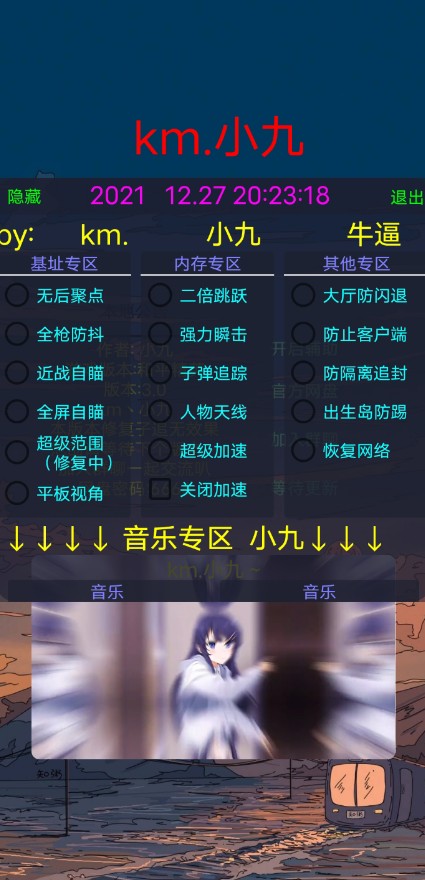 km.小九
隐藏 2021 12.27 20:23:18 退出
by: km. 小九 牛逼
基址专区 内存专区 其他专区
无后聚点 二倍跳跃 大厅防闪退
全枪防抖 强力瞬击 防止客户端
近战自瞄 子弹追踪 防隔离追封
全屏自瞄 人物天线 出生岛防踢
超级范围
（修复中） 超级加速 恢复网络
平板视角 关闭加速
↓↓↓↓音乐专区 小九↓↓↓
km.小九~
音乐 音乐